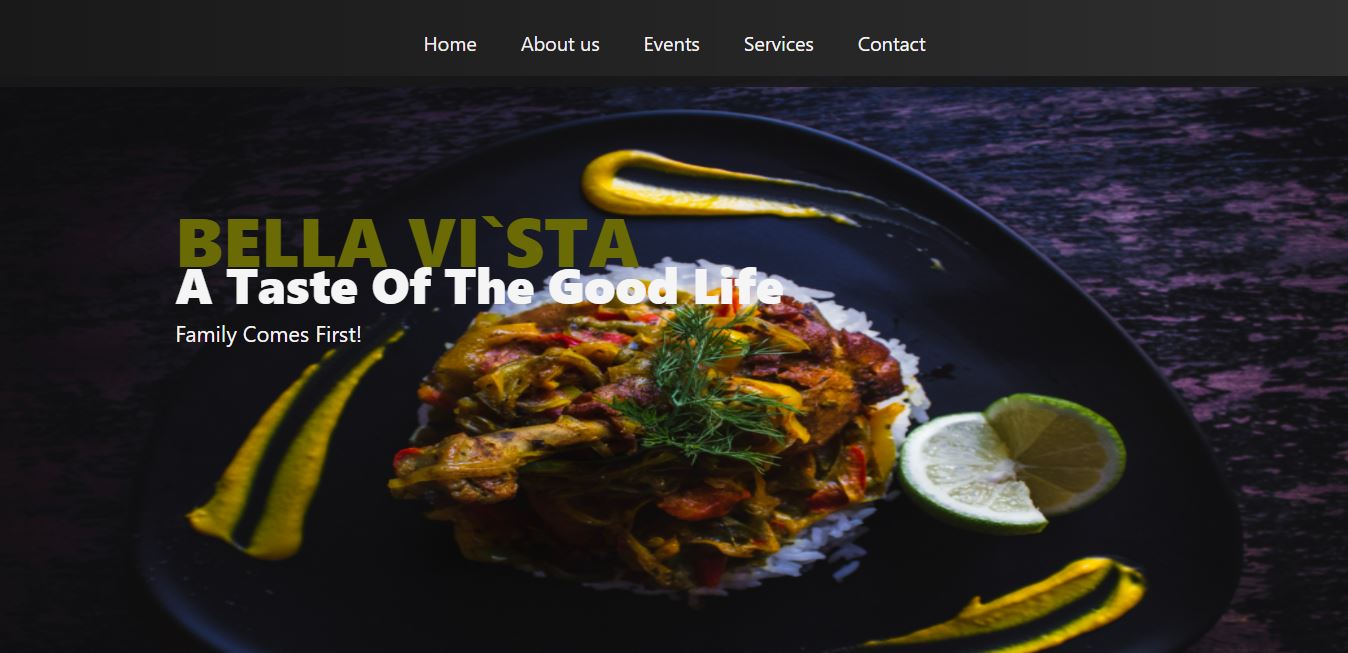 Home About us Events Services Contact
BELLA VI`STA
A Taste Of The Good Life
Family Comes First!